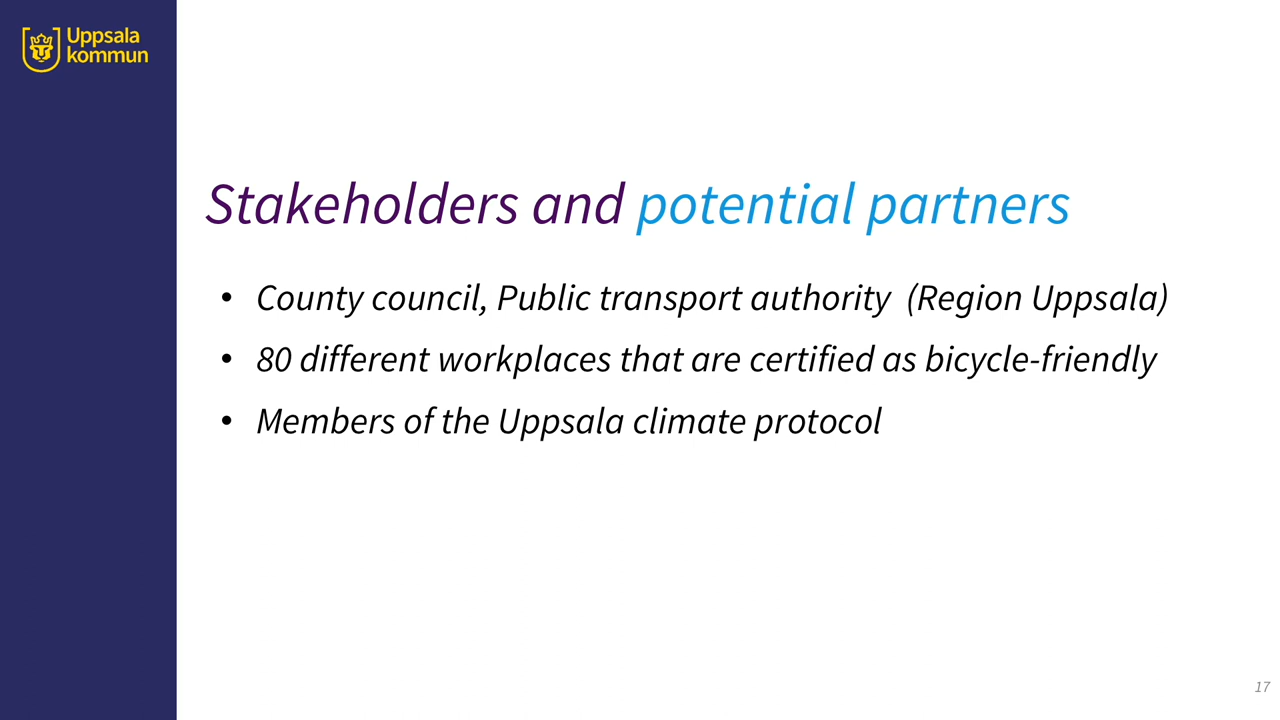 Uppsala
kommun
Stakeholders and potential partners
• County council, Public transport authority (Region Uppsala)
• 80 different workplaces that are certified as bicycle-friendly
• Members of the Uppsala climate protocol
17